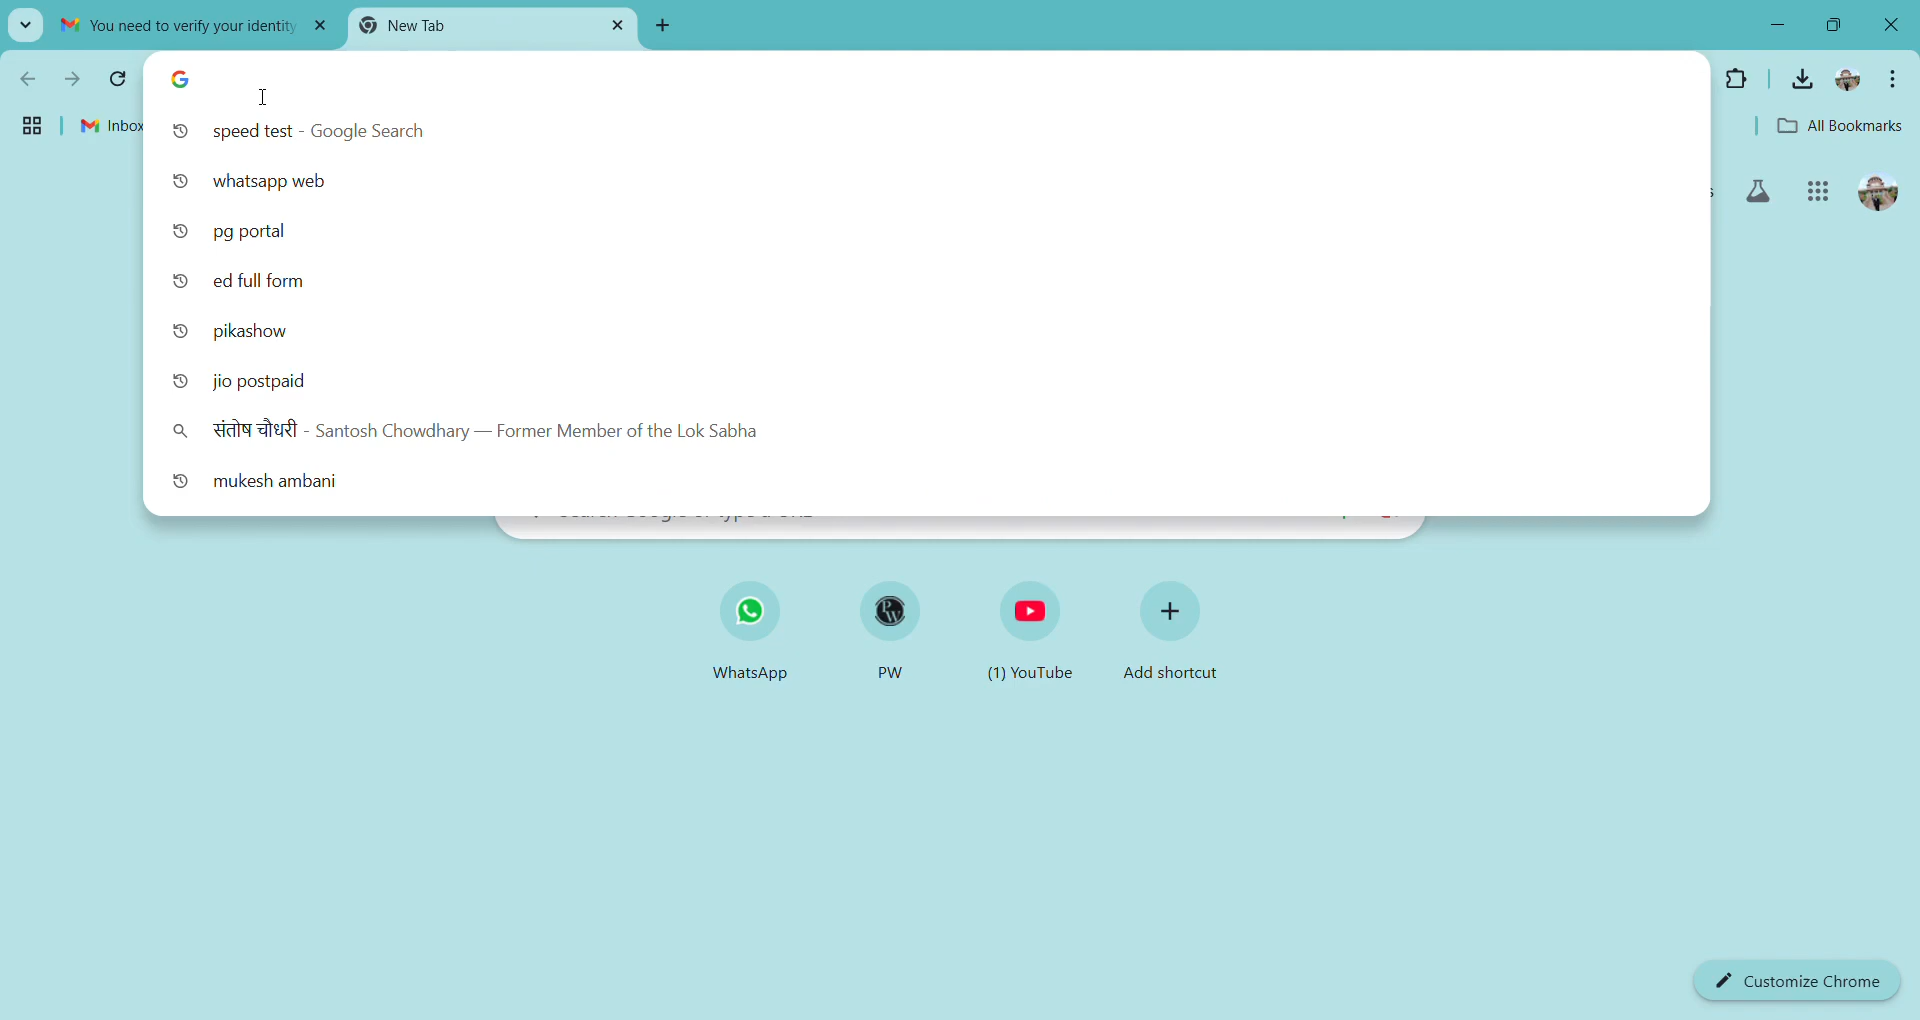 You need to verify your identity
New Tab
Inbox
All Bookmarks
speed test - Google Search
whatsapp web
pg portal
ed full form
pikashow
jio postpaid
संतोष चौधरी - Santosh Chowdhary — Former Member of the Lok Sabha
mukesh ambani
WhatsApp
PW
(1) YouTube
Add shortcut
Customize Chrome